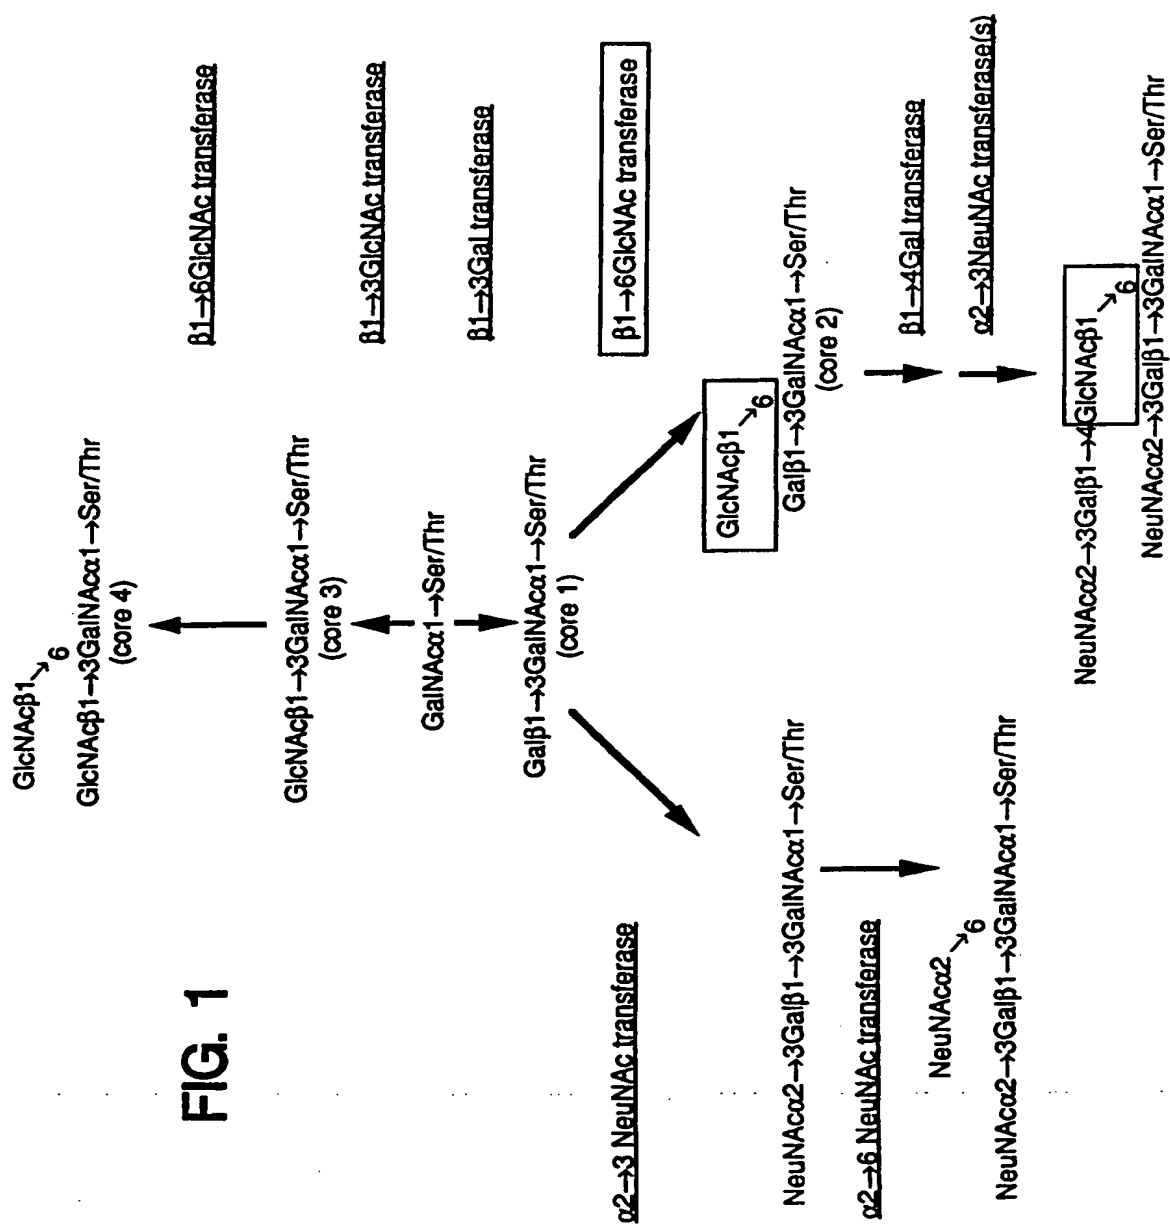 FIG. 1
GlcNAcβ1
→6
GlcNAcβ1→3GalNAcα1→Ser/Thr
(core 4)
β1→6GlcNAc transferase
GlcNAcβ1→3GalNAcα1→Ser/Thr
(core 3)
β1→3GlcNAc transferase
GalNAcα1→Ser/Thr
β1→3Gal transferase
Galβ1→3GalNAcα1→Ser/Thr
(core 1)
α2→3 NeuNAc transferase
β1→6GlcNAc transferase
GlcNAcβ1
→6
Galβ1→3GalNAcα1→Ser/Thr
(core 2)
NeuNAcα2→3Galβ1→3GalNAcα1→Ser/Thr
α2→6 NeuNAc transferase
β1→4Gal transferase
α2→3NeuNAc transferase(s)
NeuNAcα2
→6
NeuNAcα2→3Galβ1→3GalNAcα1→Ser/Thr
NeuNAcα2→3Galβ1→4GlcNAcβ1
→6
NeuNAcα2→3Galβ1→3GalNAcα1→Ser/Thr